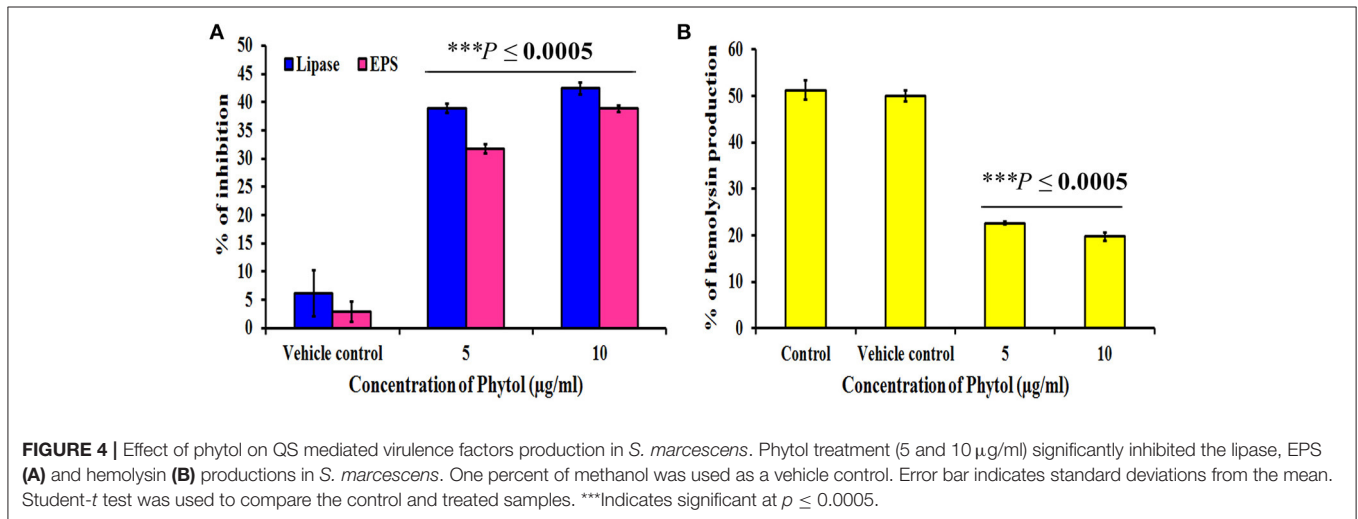 A
50
45
40
35
30
25
20
15
10
5
0
% of inhibition
Lipase EPS
***P ≤ 0.0005
Vehicle control 5 10
Concentration of Phytol (µg/ml)
B
60
50
40
30
20
10
0
% of hemolysin production
***P ≤ 0.0005
Control Vehicle control 5 10
Concentration of Phytol (µg/ml)
FIGURE 4 | Effect of phytol on QS mediated virulence factors production in S. marcescens. Phytol treatment (5 and 10 µg/ml) significantly inhibited the lipase, EPS
(A) and hemolysin (B) productions in S. marcescens. One percent of methanol was used as a vehicle control. Error bar indicates standard deviations from the mean.
Student-t test was used to compare the control and treated samples. ***Indicates significant at p ≤ 0.0005.